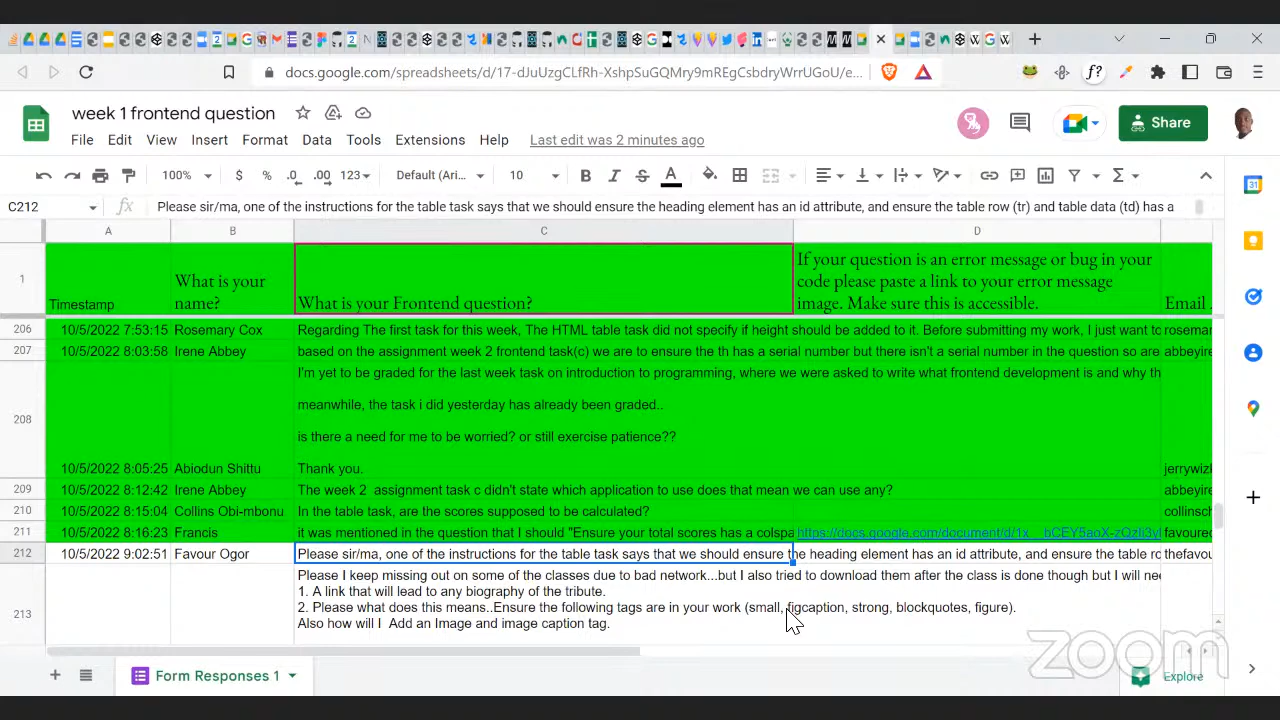 docs.google.com/spreadsheets/d/17-dJuUzgCLfRh-XshpSuGQMry9mREgCsbdryWrrUGoU/e...
week 1 frontend question
File Edit View Insert Format Data Tools Extensions Help Last edit was 2 minutes ago
Share
100% $ % .0 .00 123 Default (Ari... 10 B I S A
C212 fx Please sir/ma, one of the instructions for the table task says that we should ensure the heading element has an id attribute, and ensure the table row (tr) and table data (td) has a
A B C D
1 Timestamp What is your name? What is your Frontend question? If your question is an error message or bug in your code please paste a link to your error message image. Make sure this is accessible. Email
206 10/5/2022 7:53:15 Rosemary Cox Regarding The first task for this week, The HTML table task did not specify if height should be added to it. Before submitting my work, I just want to rosemar
207 10/5/2022 8:03:58 Irene Abbey based on the assignment week 2 frontend task(c) we are to ensure the th has a serial number but there isn't a serial number in the question so are abbeyire
I'm yet to be graded for the last week task on introduction to programming, where we were asked to write what frontend development is and why th
meanwhile, the task i did yesterday has already been graded..
208
is there a need for me to be worried? or still exercise patience??
10/5/2022 8:05:25 Abiodun Shittu Thank you. jerrywizk
209 10/5/2022 8:12:42 Irene Abbey The week 2 assignment task c didn't state which application to use does that mean we can use any? abbeyire
210 10/5/2022 8:15:04 Collins Obi-mbonu In the table task, are the scores supposed to be calculated? collinsch
211 10/5/2022 8:16:23 Francis it was mentioned in the question that I should "Ensure your total scores has a colspa favoured
212 10/5/2022 9:02:51 Favour Ogor Please sir/ma, one of the instructions for the table task says that we should ensure the heading element has an id attribute, and ensure the table ro thefavou
Please I keep missing out on some of the classes due to bad network...but I also tried to download them after the class is done though but I will nee
1. A link that will lead to any biography of the tribute.
213 2. Please what does this means..Ensure the following tags are in your work (small, figcaption, strong, blockquotes, figure).
Also how will I Add an Image and image caption tag.
zoom
Form Responses 1 Explore